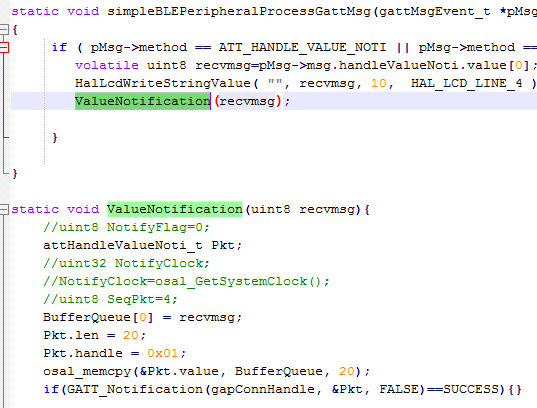 static void simpleBLEPeripheralProcessGattMsg(gattMsgEvent_t *pMsg
{
if ( pMsg->method == ATT_HANDLE_VALUE_NOTI || pMsg->method ==
volatile uint8 recvmsg=pMsg->msg.handleValueNoti.value[0];
HalLcdWriteStringValue( "", recvmsg, 10, HAL_LCD_LINE_4 )
ValueNotification(recvmsg);
}
}
static void ValueNotification(uint8 recvmsg){
//uint8 NotifyFlag=0;
attHandleValueNoti_t Pkt;
//uint32 NotifyClock;
//NotifyClock=osal_GetSystemClock();
//uint8 SeqPkt=4;
BufferQueue[0] = recvmsg;
Pkt.len = 20;
Pkt.handle = 0x01;
osal_memcpy(&Pkt.value, BufferQueue, 20);
if(GATT_Notification(gapConnHandle, &Pkt, FALSE)==SUCCESS){}